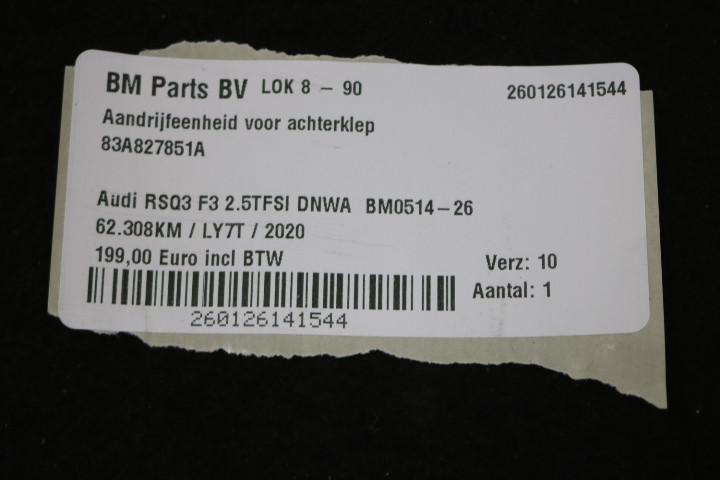 BM Parts BV LOK 8 - 90 260126141544
Aandrijfeenheid voor achterklep
83A827851A
Audi RSQ3 F3 2.5TFSI DNWA BM0514-26
62.308KM / LY7T / 2020
199,00 Euro incl BTW Verz: 10
Aantal: 1
260126141544